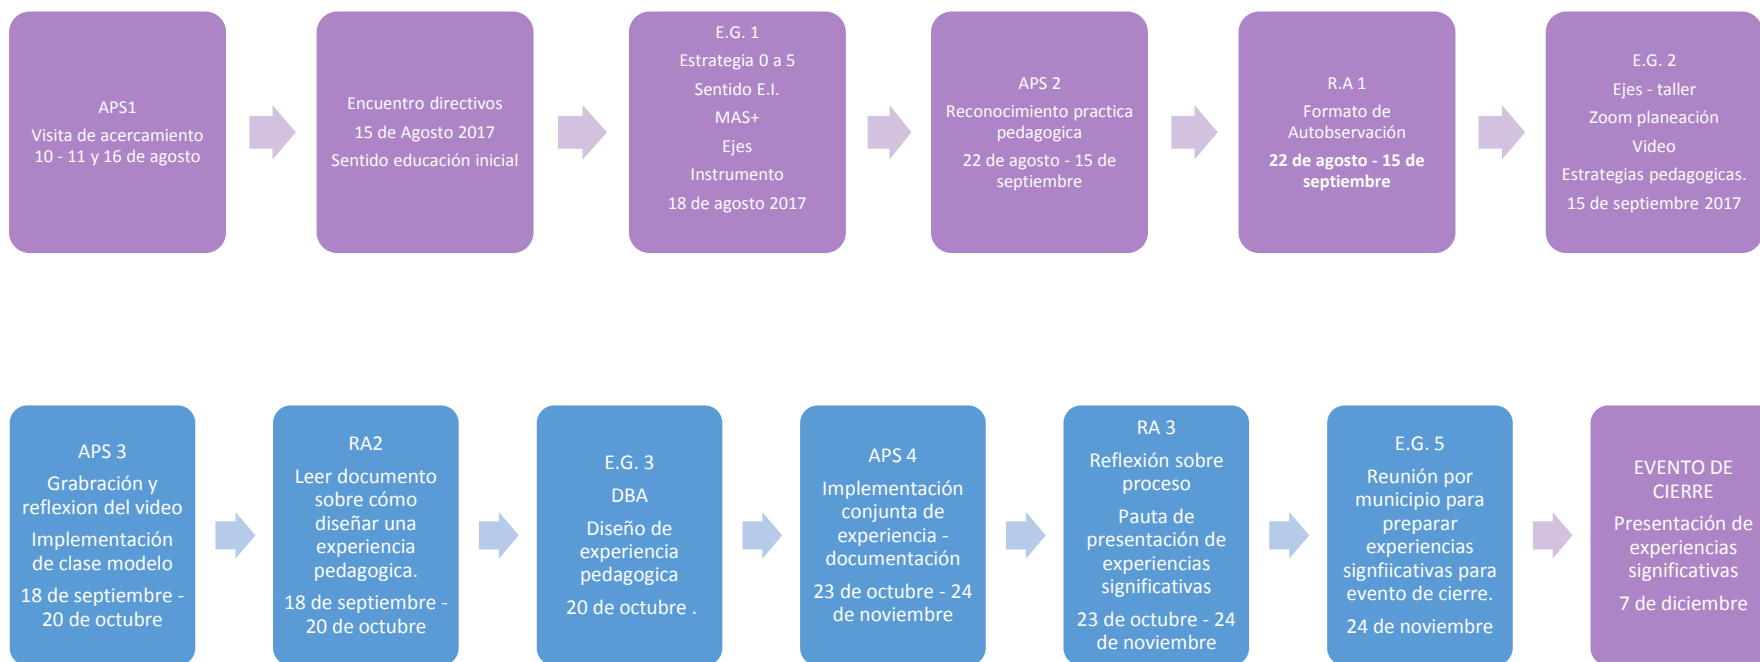 APS1
Visita de acercamiento
10 - 11 y 16 de agosto
Encuentro directivos
15 de Agosto 2017
Sentido educación inicial
E.G. 1
Estrategia 0 a 5
Sentido E.I.
MAS+
Ejes
Instrumento
18 de agosto 2017
APS 2
Reconocimiento practica
pedagogica
22 de agosto - 15 de
septiembre
R.A 1
Formato de
Autobservación
22 de agosto - 15 de
septiembre
E.G. 2
Ejes - taller
Zoom planeación
Video
Estrategias pedagogicas.
15 de septiembre 2017
APS 3
Grabración y
reflexion del video
Implementación
de clase modelo
18 de septiembre -
20 de octubre
RA2
Leer documento
sobre cómo
diseñar una
experiencia
pedagogica.
18 de septiembre -
20 de octubre
E.G. 3
DBA
Diseño de
experiencia
pedagogica
20 de octubre .
APS 4
Implementación
conjunta de
experiencia -
documentación
23 de octubre - 24
de noviembre
RA 3
Reflexión sobre
proceso
Pauta de
presentación de
experiencias
significativas
23 de octubre - 24
de noviembre
E.G. 5
Reunión por
municipio para
preparar
experiencias
signfiicativas para
evento de cierre.
24 de noviembre
EVENTO DE
CIERRE
Presentación de
experiencias
significativas
7 de diciembre